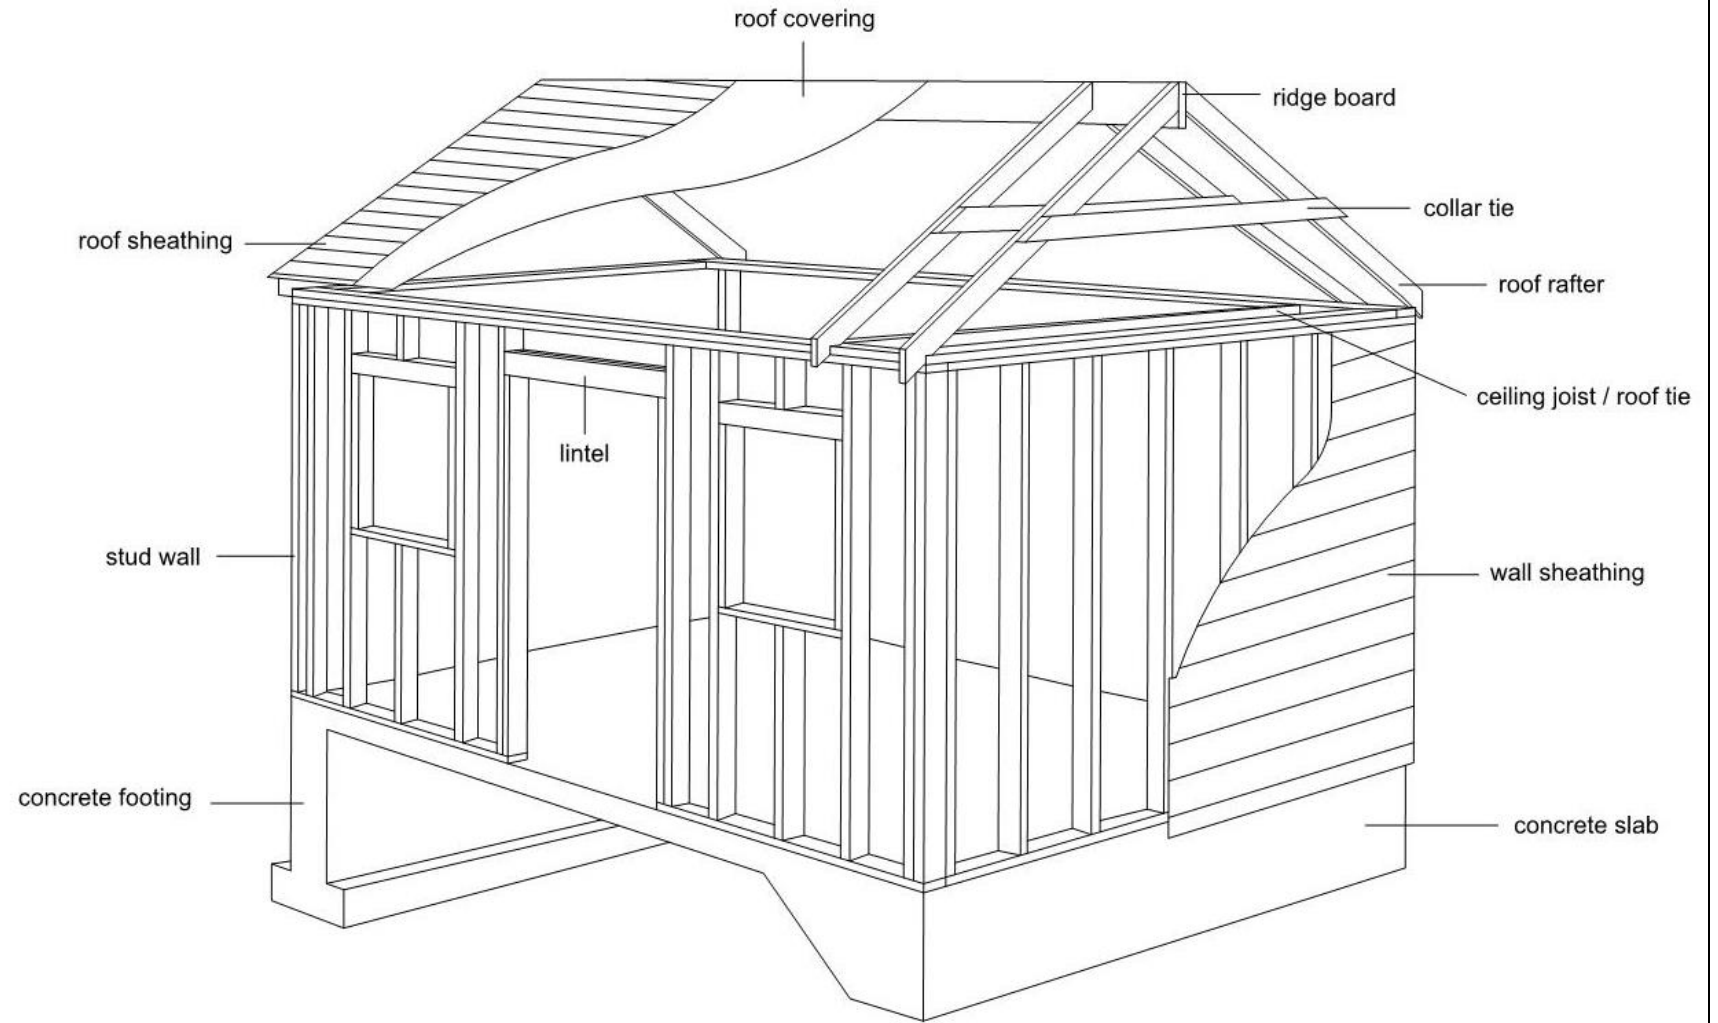 roof covering
ridge board
collar tie
roof sheathing
roof rafter
ceiling joist / roof tie
lintel
stud wall
wall sheathing
concrete footing
concrete slab